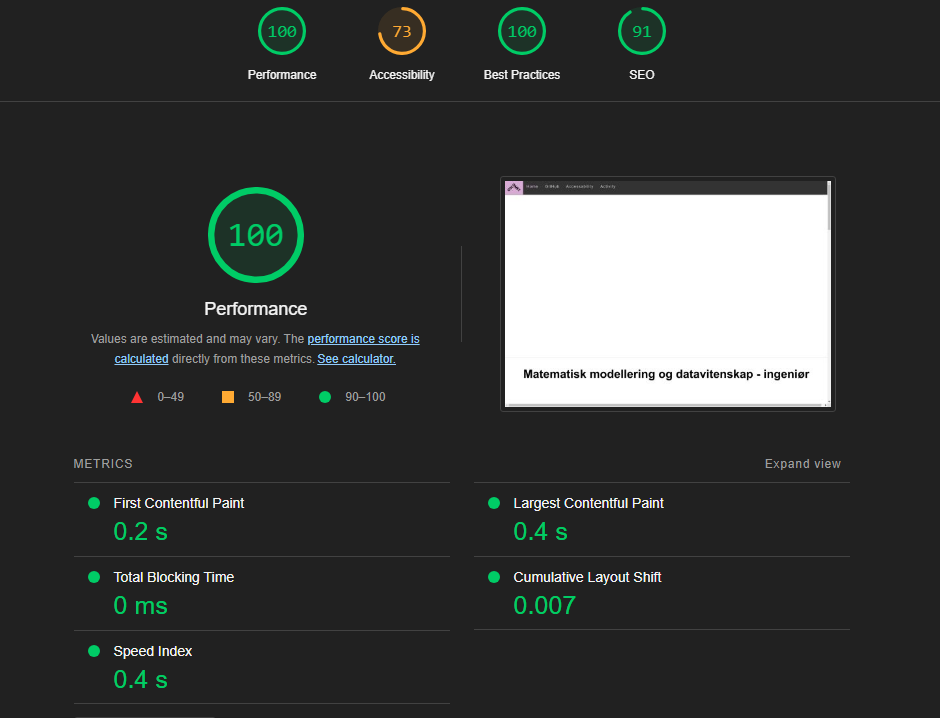 100
73
100
91
Performance
Accessibility
Best Practices
SEO
100
Performance
Values are estimated and may vary. The performance score is
calculated directly from these metrics. See calculator.
0–49
50–89
90–100
Home GitHub Accessability Activity
Matematisk modellering og datavitenskap - ingeniør
METRICS
Expand view
First Contentful Paint
0.2 s
Largest Contentful Paint
0.4 s
Total Blocking Time
0 ms
Cumulative Layout Shift
0.007
Speed Index
0.4 s